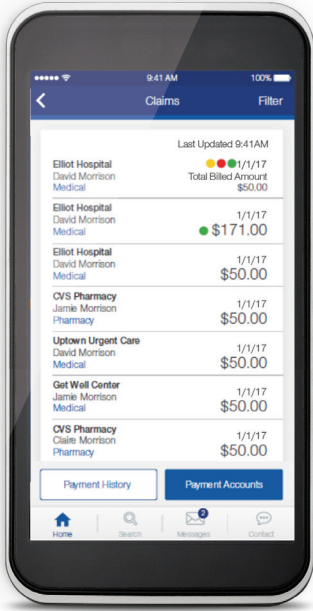 9:41 AM 100%
Claims Filter
Last Updated 9:41AM
Elliot Hospital 1/1/17
David Morrison Total Billed Amount
Medical $50.00
Elliot Hospital
David Morrison 1/1/17
Medical $171.00
Elliot Hospital
David Morrison 1/1/17
Medical $50.00
CVS Pharmacy
Jamie Morrison 1/1/17
Pharmacy $50.00
Uptown Urgent Care
David Morrison 1/1/17
Medical $50.00
Get Well Center
Jamie Morrison 1/1/17
Medical $50.00
CVS Pharmacy
Claire Morrison 1/1/17
Pharmacy $50.00
Payment History Payment Accounts
2
Home Search Messages Contact